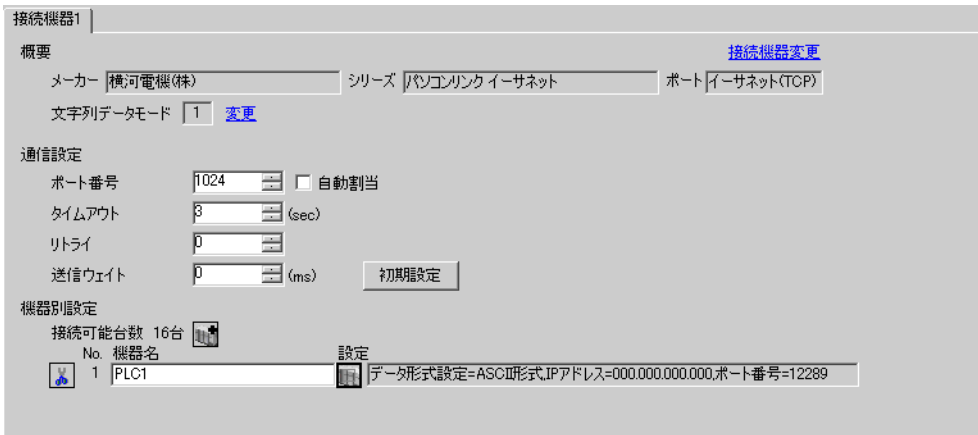 接続機器1
概要 接続機器変更
メーカー 横河電機(株) シリーズ パソコンリンク イーサネット ポート イーサネット(TCP)
文字列データモード 1 変更
通信設定
ポート番号 1024 自動割当
タイムアウト 3 (sec)
リトライ 0
送信ウェイト 0 (ms) 初期設定
機器別設定
接続可能台数 16台
No. 機器名 設定
1 PLC1 データ形式設定=ASCII形式,IPアドレス=000.000.000.000,ポート番号=12289